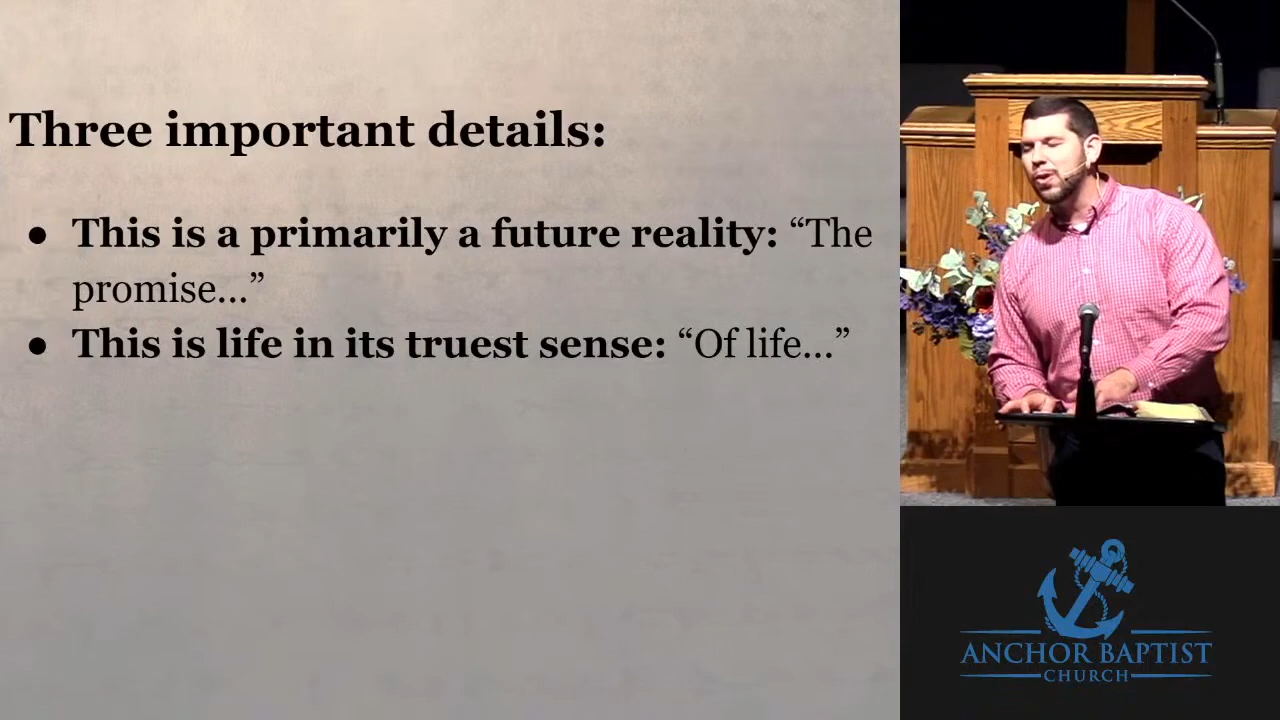 Three important details:
● This is a primarily a future reality: “The
promise...”
● This is life in its truest sense: “Of life...”
ANCHOR BAPTIST
CHURCH